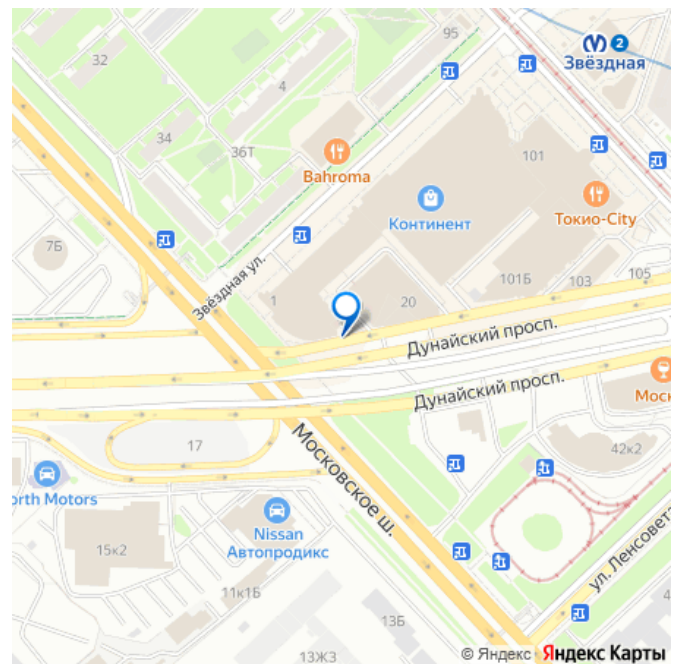 95
2
Звёздная
32
4
34
36Т
Bahroma
101
Токио-City
Континент
7Б
Звёздная ул.
1
20
101Б
103
105
Дунайский просп.
Дунайский просп.
Моск
17
Московское ш.
42к2
orth Motors
Nissan
Автопродикс
15к2
11к1Б
13Б
13Ж3
ул. Ленсовета
4
© Яндекс Яндекс Карты